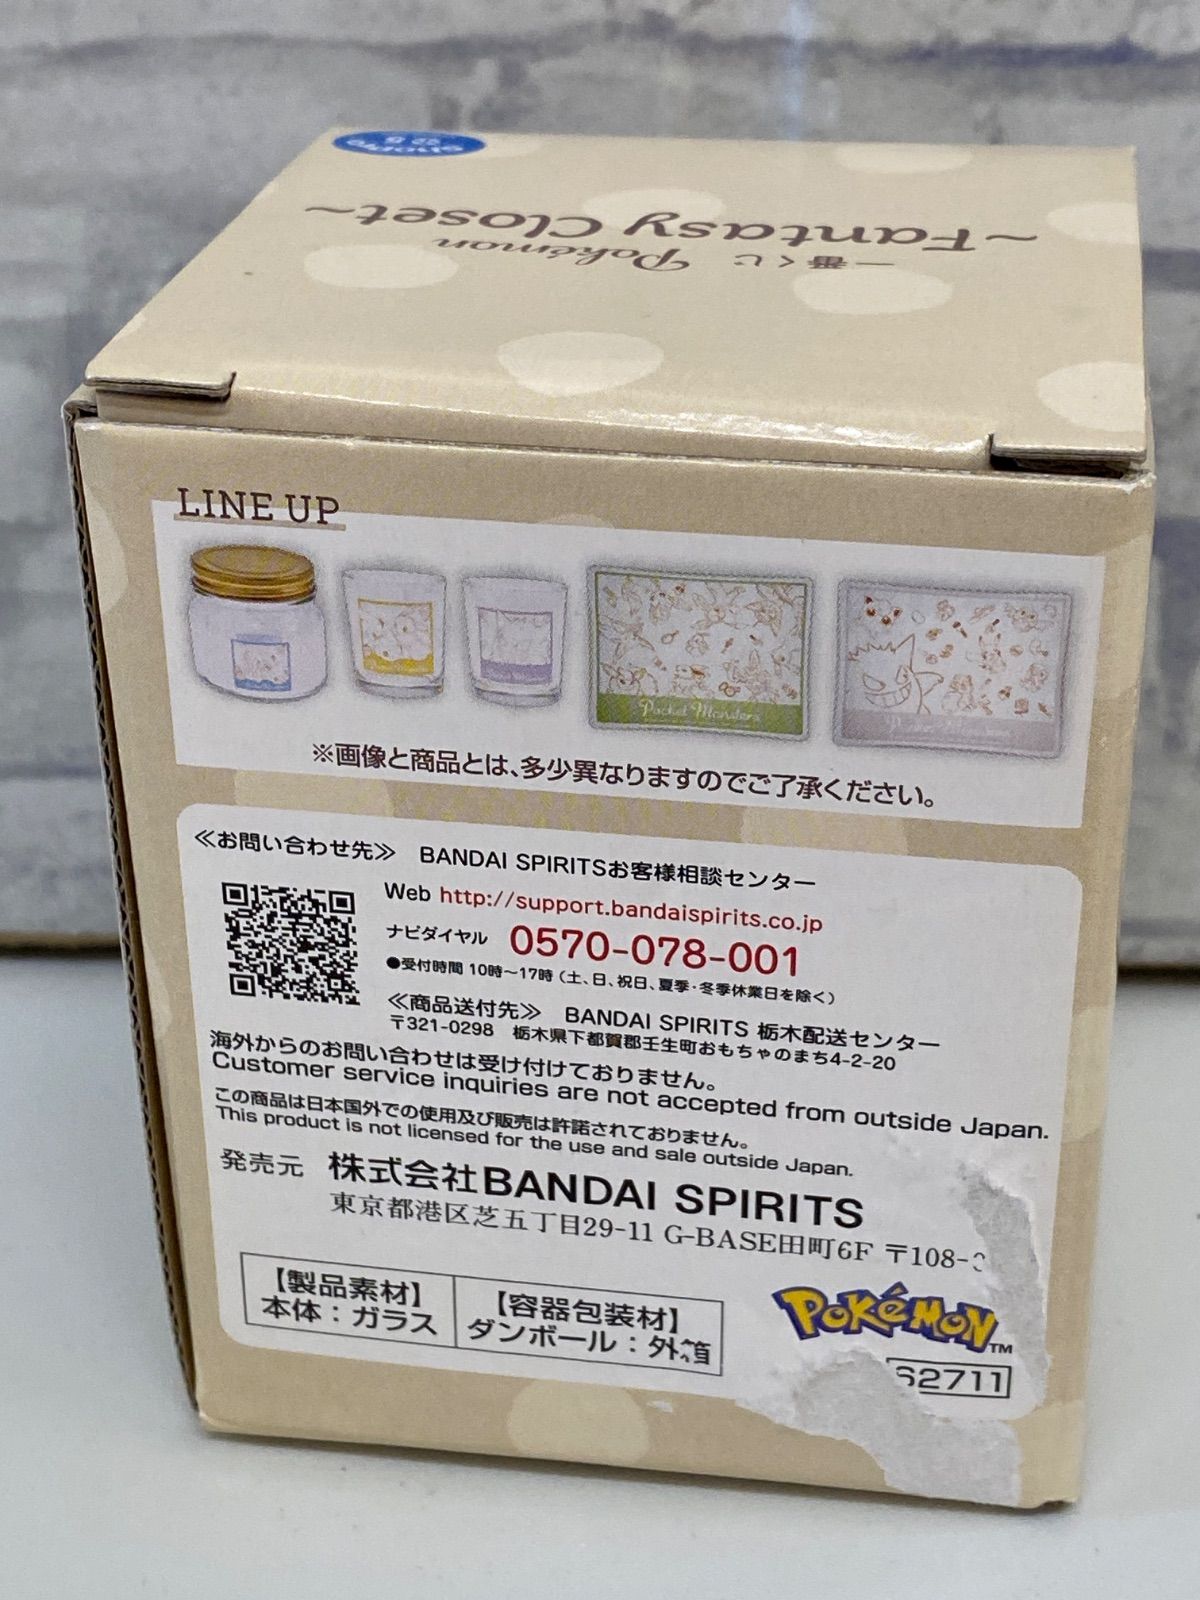 一番くじ Pokémon
～Fantasy Closet～
LINE UP
Pocket Monsters
※画像と商品とは、多少異なりますのでご了承ください。
≪お問い合わせ先≫ BANDAI SPIRITSお客様相談センター
Web http://support.bandaispirits.co.jp
ナビダイヤル 0570-078-001
●受付時間 10時～17時 (土、日、祝日、夏季・冬季休業日を除く)
≪商品送付先≫ BANDAI SPIRITS 栃木配送センター
〒321-0298 栃木県下都賀郡壬生町おもちゃのまち4-2-20
海外からのお問い合わせは受け付けておりません。
Customer service inquiries are not accepted from outside Japan.
この商品は日本国外での使用及び販売は許諾されておりません。
This product is not licensed for the use and sale outside Japan.
発売元 株式会社BANDAI SPIRITS
東京都港区芝五丁目29-11 G-BASE田町6F 〒108-
【製品素材】
本体：ガラス
【容器包装材】
ダンボール：外箱
POKéMON TM
62711